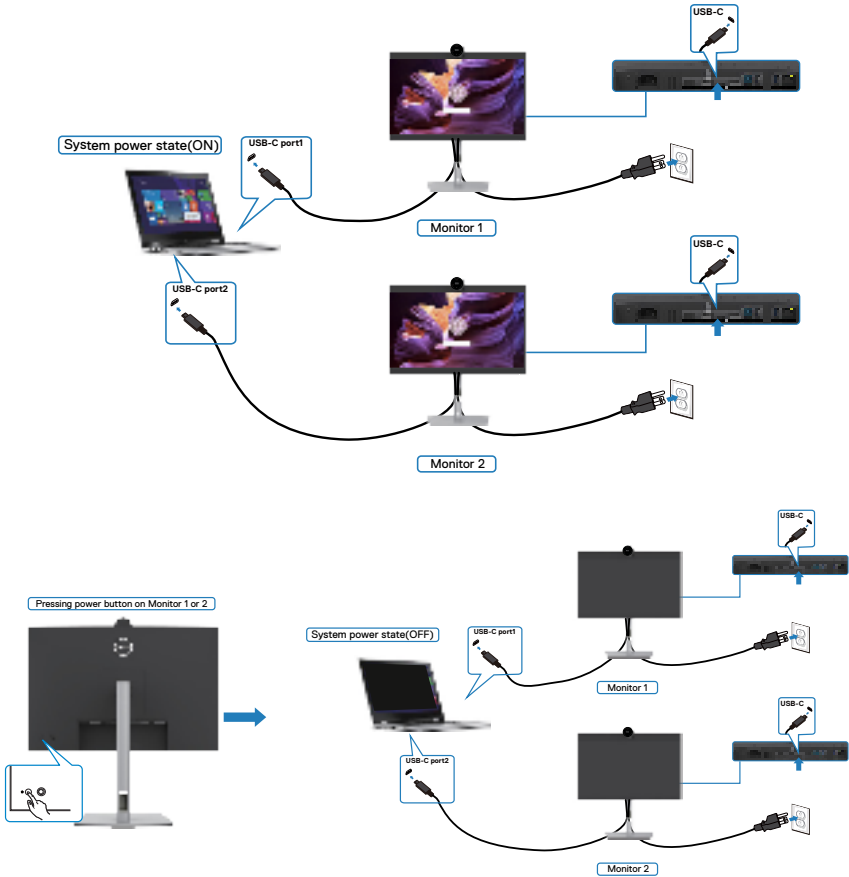 USB-C
System power state(ON)
USB-C port1
Monitor 1
USB-C
USB-C port2
Monitor 2
USB-C
Pressing power button on Monitor 1 or 2
System power state(OFF)
USB-C port1
Monitor 1
USB-C
USB-C port2
Monitor 2